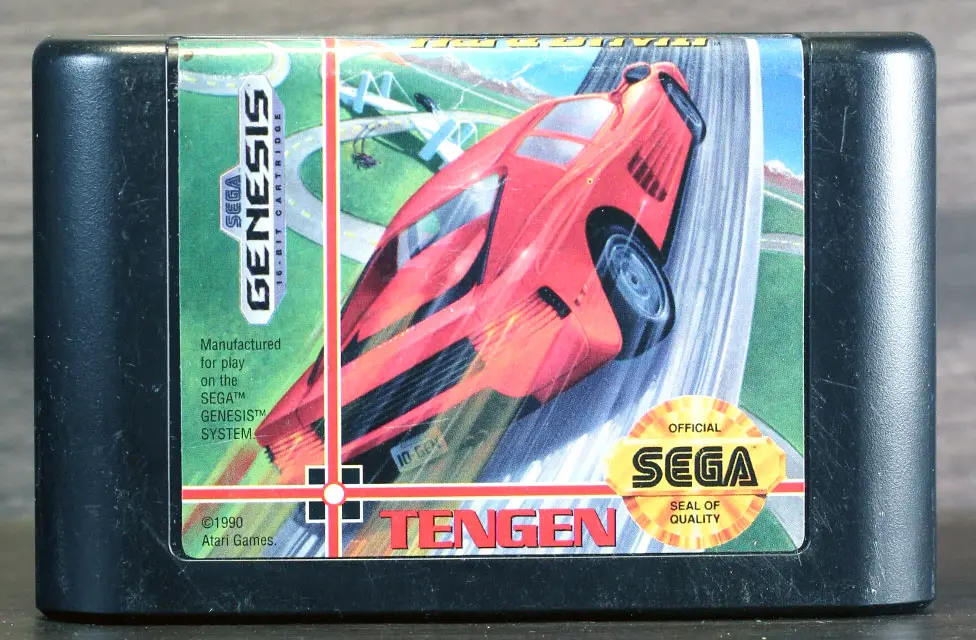 SEGA
GENESIS
16-BIT CARTRIDGE
Manufactured
for play
on the
SEGA™
GENESIS™
SYSTEM.
©1990
Atari Games.
TENGEN
OFFICIAL
SEGA
SEAL OF
QUALITY